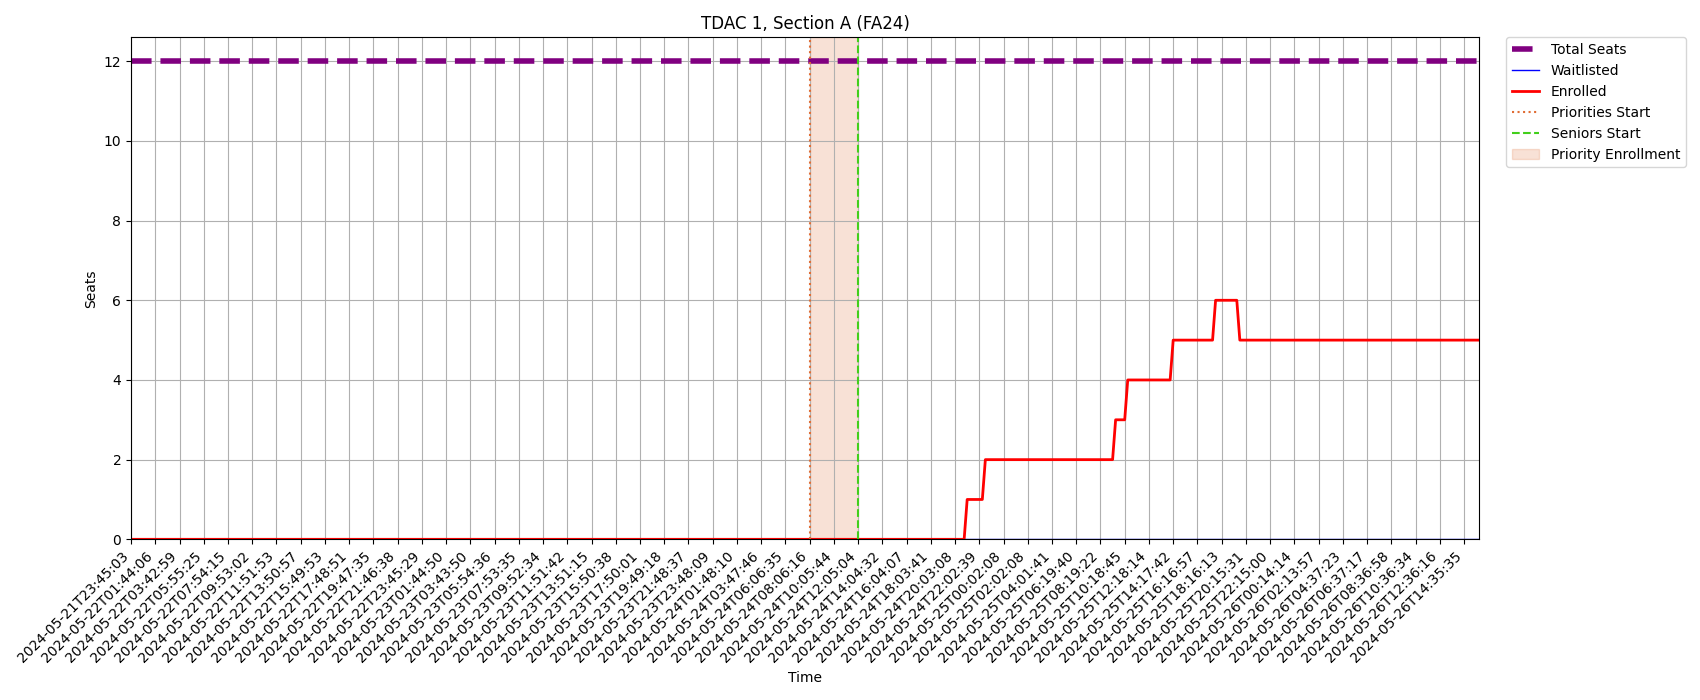 TDAC 1, Section A (FA24)
Total Seats
Waitlisted
Enrolled
Priorities Start
Seniors Start
Priority Enrollment
Seats
12
10
8
6
4
2
0
2024-05-21T23:45:03
2024-05-22T01:44:06
2024-05-22T03:42:59
2024-05-22T05:55:25
2024-05-22T07:54:15
2024-05-22T09:53:02
2024-05-22T11:51:53
2024-05-22T13:50:57
2024-05-22T15:49:53
2024-05-22T17:48:51
2024-05-22T19:47:35
2024-05-22T21:46:38
2024-05-22T23:45:29
2024-05-23T01:44:50
2024-05-23T03:43:50
2024-05-23T05:54:36
2024-05-23T07:53:35
2024-05-23T09:52:34
2024-05-23T11:51:42
2024-05-23T13:51:15
2024-05-23T15:50:38
2024-05-23T17:50:01
2024-05-23T19:49:18
2024-05-23T21:48:37
2024-05-23T23:48:09
2024-05-24T01:48:10
2024-05-24T03:47:46
2024-05-24T06:06:35
2024-05-24T08:06:16
2024-05-24T10:05:44
2024-05-24T12:05:04
2024-05-24T14:04:32
2024-05-24T16:04:07
2024-05-24T18:03:41
2024-05-24T20:03:08
2024-05-24T22:02:39
2024-05-25T00:02:08
2024-05-25T02:02:08
2024-05-25T04:01:41
2024-05-25T06:19:40
2024-05-25T08:19:22
2024-05-25T10:18:45
2024-05-25T12:18:14
2024-05-25T14:17:42
2024-05-25T16:16:57
2024-05-25T18:16:13
2024-05-25T20:15:31
2024-05-25T22:15:00
2024-05-26T00:14:14
2024-05-26T02:13:57
2024-05-26T04:37:23
2024-05-26T06:37:17
2024-05-26T08:36:58
2024-05-26T10:36:34
2024-05-26T12:36:16
2024-05-26T14:35:35
Time